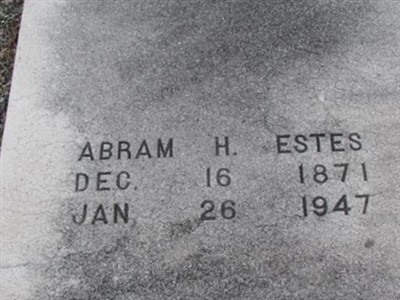 ABRAM H. ESTES
DEC. 16 1871
JAN. 26 1947